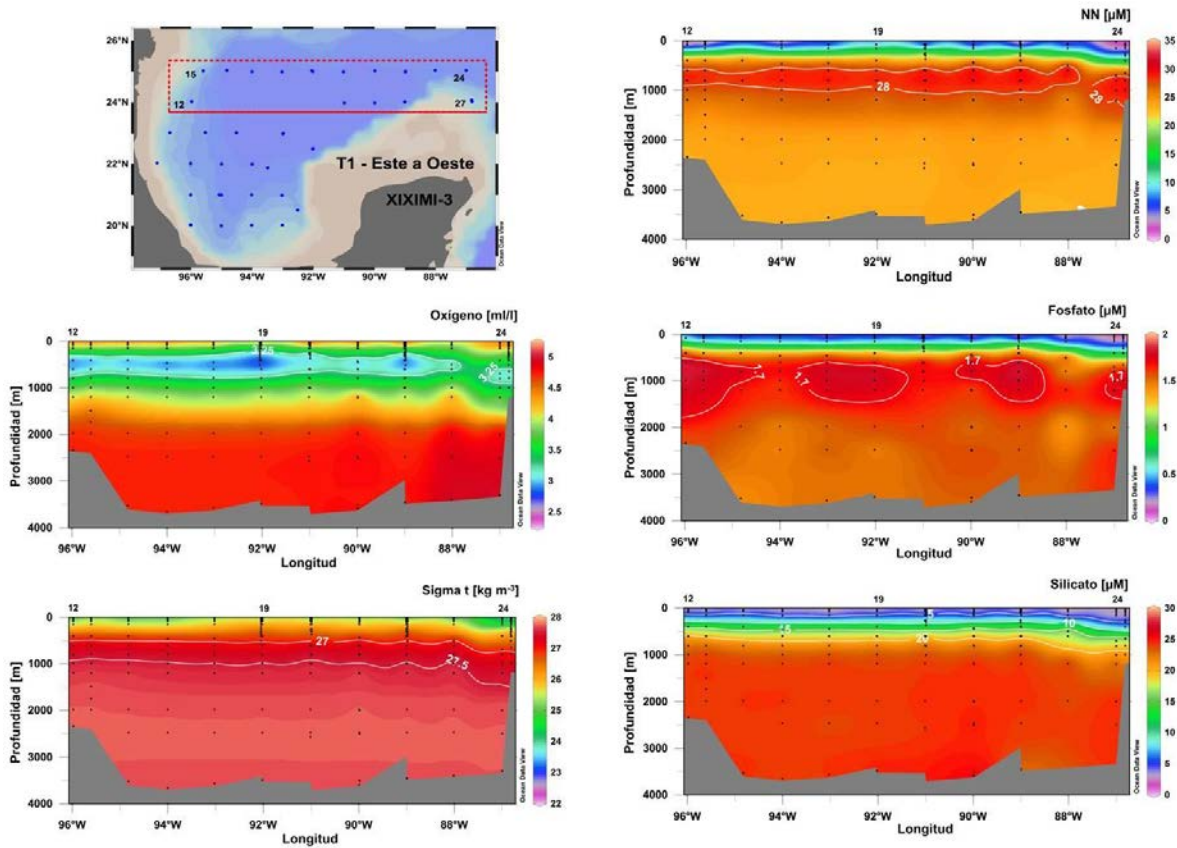 26°N
24°N
22°N
20°N
15
24
12
27
T1 - Este a Oeste
XIXIMI-3
96°W 94°W 92°W 90°W 88°W
Ocean Data View
NN [µM]
12 19 24
0
1000
2000
3000
4000
Profundidad [m]
28
28
35
30
25
20
15
10
5
0
Ocean Data View
96°W 94°W 92°W 90°W 88°W
Longitud
Oxígeno [ml/l]
12 19 24
0
1000
2000
3000
4000
Profundidad [m]
3.25
3.25
5
4.5
4
3.5
3
2.5
Ocean Data View
96°W 94°W 92°W 90°W 88°W
Longitud
Fosfato [µM]
12 19 24
0
1000
2000
3000
4000
Profundidad [m]
1.7
1.7
1.7
1.7
2
1.5
1
0.5
0
Ocean Data View
96°W 94°W 92°W 90°W 88°W
Longitud
Sigma t [kg m⁻³]
12 19 24
0
1000
2000
3000
4000
Profundidad [m]
27
27.5
28
27
26
25
24
23
22
Ocean Data View
96°W 94°W 92°W 90°W 88°W
Longitud
Silicato [µM]
12 19 24
0
1000
2000
3000
4000
Profundidad [m]
5
10
15
20
30
25
20
15
10
5
0
Ocean Data View
96°W 94°W 92°W 90°W 88°W
Longitud